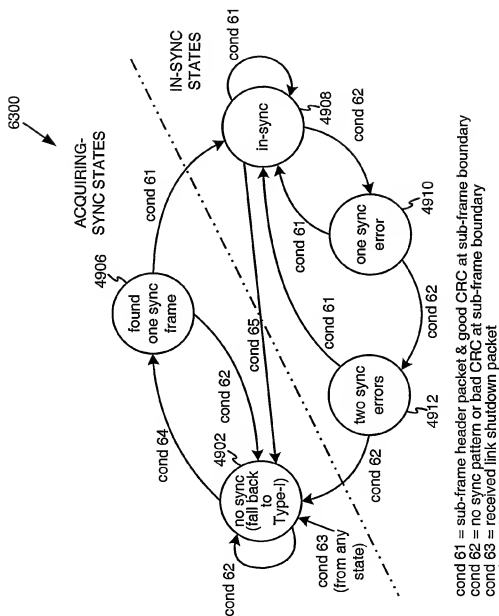 6300
ACQUIRING-
SYNC STATES
IN-SYNC
STATES
4906
found
one sync
frame
cond 61
cond 61
4908
in-sync
cond 64
cond 62
cond 65
cond 61
cond 61
cond 62
4910
one sync
error
4902
no sync
(fall back
to
Type-I)
cond 62
cond 63
(from any
state)
cond 62
two sync
errors
4912
cond 62
cond 61 = sub-frame header packet & good CRC at sub-frame boundary
cond 62 = no sync pattern or bad CRC at sub-frame boundary
cond 63 = received link shutdown packet